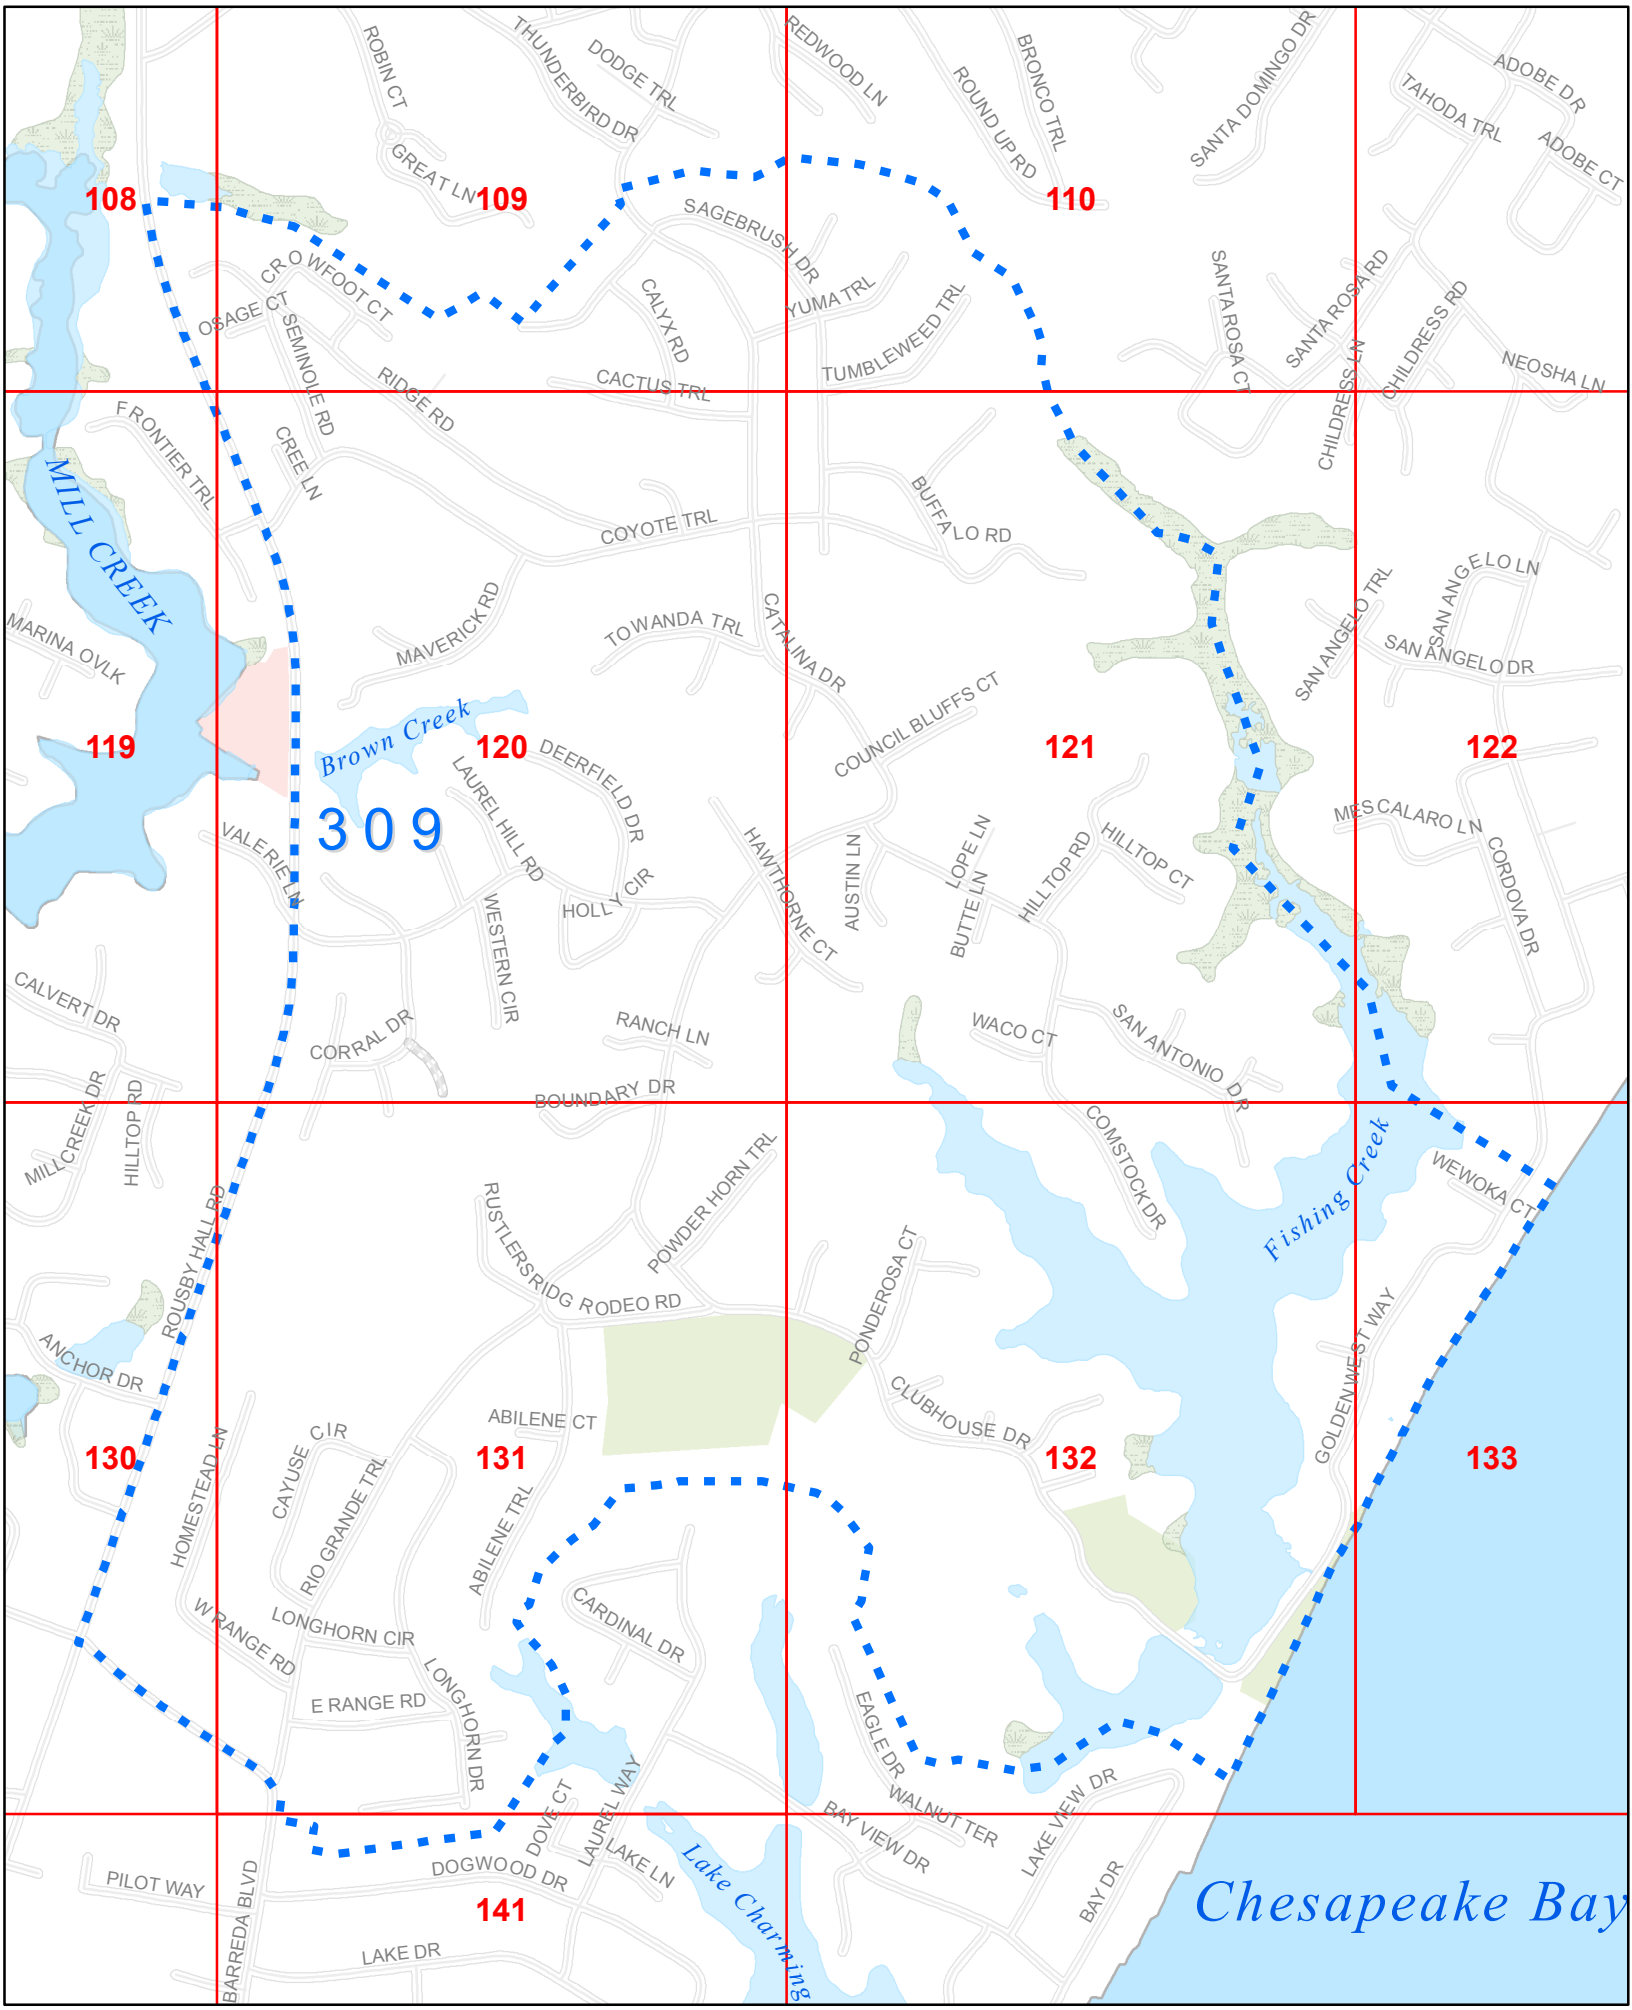 ROBIN CT
THUNDERBIRD DR
DODGE TRL
REDWOOD LN
ROUND UP RD
BRONCO TRL
SANTA DOMINGO DR
ADOBE DR
TAHODA TRL
ADOBE CT
GREAT LN
108
109
110
SAGEBRUSH DR
CROWFOOT CT
OSAGE CT
SEMINOLE RD
CALYX RD
YUMA TRL
TUMBLEWEED TRL
SANTA ROSA CT
SANTA ROSA RD
CHILDRESS RD
CHILDRESS LN
NEOSHA LN
RIDGE RD
CACTUS TRL
FRONTIER TRL
CREE LN
MILL CREEK
COYOTE TRL
BUFFALO RD
MARINA OVLK
MAVERICK RD
TOWANDA TRL
CATALINA DR
SAN ANGELO LN
SAN ANGELO TRL
SAN ANGELO DR
COUNCIL BLUFFS CT
Brown Creek
119
120
121
122
DEERFIELD DR
LAUREL HILL RD
309
VALERIE LN
HOLLY CIR
WESTERN CIR
HAWTHORNE CT
AUSTIN LN
LOPE LN
BUTTE LN
HILLTOP RD
HILLTOP CT
MESCALARO LN
CORDOVA DR
CALVERT DR
CORRAL DR
RANCH LN
WACO CT
SAN ANTONIO DR
MILLCREEK DR
HILLTOP RD
BOUNDARY DR
COMSTOCK DR
Fishing Creek
WEWOKA CT
POWDER HORN TRL
RUSTLERS RIDG
RODEO RD
ROUSBY HALL RD
PONDEROSA CT
GOLDEN WEST WAY
ANCHOR DR
CLUBHOUSE DR
ABILENE CT
130
131
132
133
HOMESTEAD LN
CAYUSE CIR
RIO GRANDE TRL
ABILENE TRL
CARDINAL DR
W RANGE RD
LONGHORN CIR
E RANGE RD
LONGHORN DR
EAGLE DR
WALNUT TER
LAKE VIEW DR
DOVE CT
LAUREL WAY
BAY VIEW DR
BAY DR
LAKE LN
PILOT WAY
DOGWOOD DR
BARREDA BLVD
141
Lake Charming
LAKE DR
Chesapeake Bay